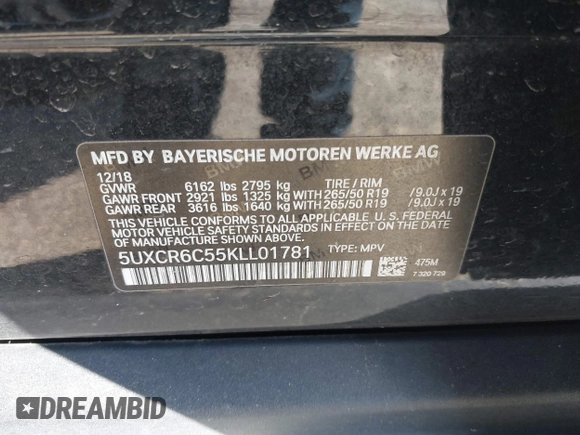 MFD BY BAYERISCHE MOTOREN WERKE AG
12/18
GVWR 6162 lbs 2795 kg TIRE / RIM
GAWR FRONT 2921 lbs 1325 kg WITH 265/50 R19 /9.0J x 19
GAWR REAR 3616 lbs 1640 kg WITH 265/50 R19 /9.0J x 19
THIS VEHICLE CONFORMS TO ALL APPLICABLE U. S. FEDERAL
MOTOR VEHICLE SAFETY STANDARDS IN EFFECT ON THE DATE
OF MANUFACTURE SHOWN ABOVE.
5UXCR6C55KLL01781 TYPE: MPV
475M
7 320 729
DREAMBID